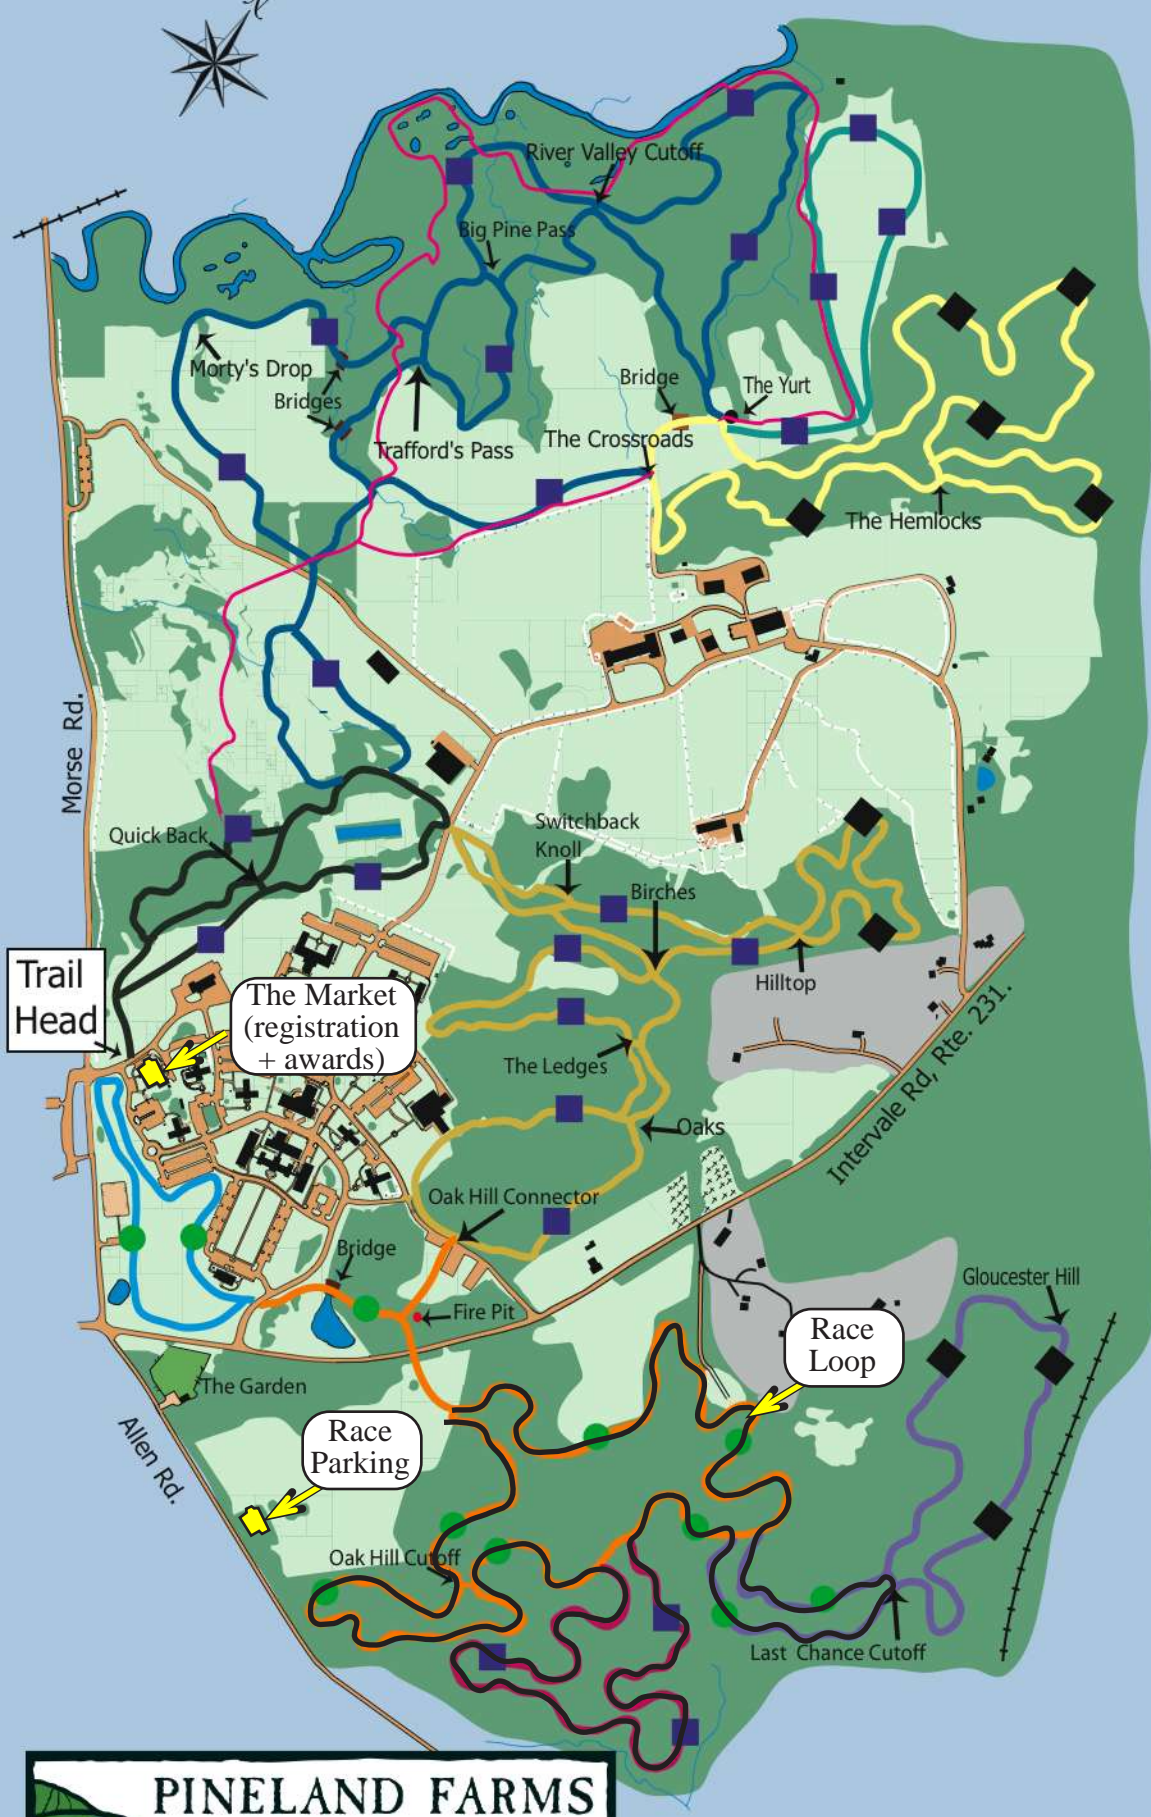 River Valley Cutoff
Big Pine Pass
Morty's Drop
Bridges
Bridge
The Yurt
Trafford's Pass
The Crossroads
The Hemlocks
Morse Rd.
Quick Back
Switchback
Knoll
Birches
Trail
Head
The Market
(registration
+ awards)
Hilltop
The Ledges
Oaks
Intervale Rd, Rte. 231.
Oak Hill Connector
Bridge
Gloucester Hill
Fire Pit
Race
Loop
The Garden
Allen Rd.
Race
Parking
Oak Hill Cutoff
Last Chance Cutoff
PINELAND FARMS